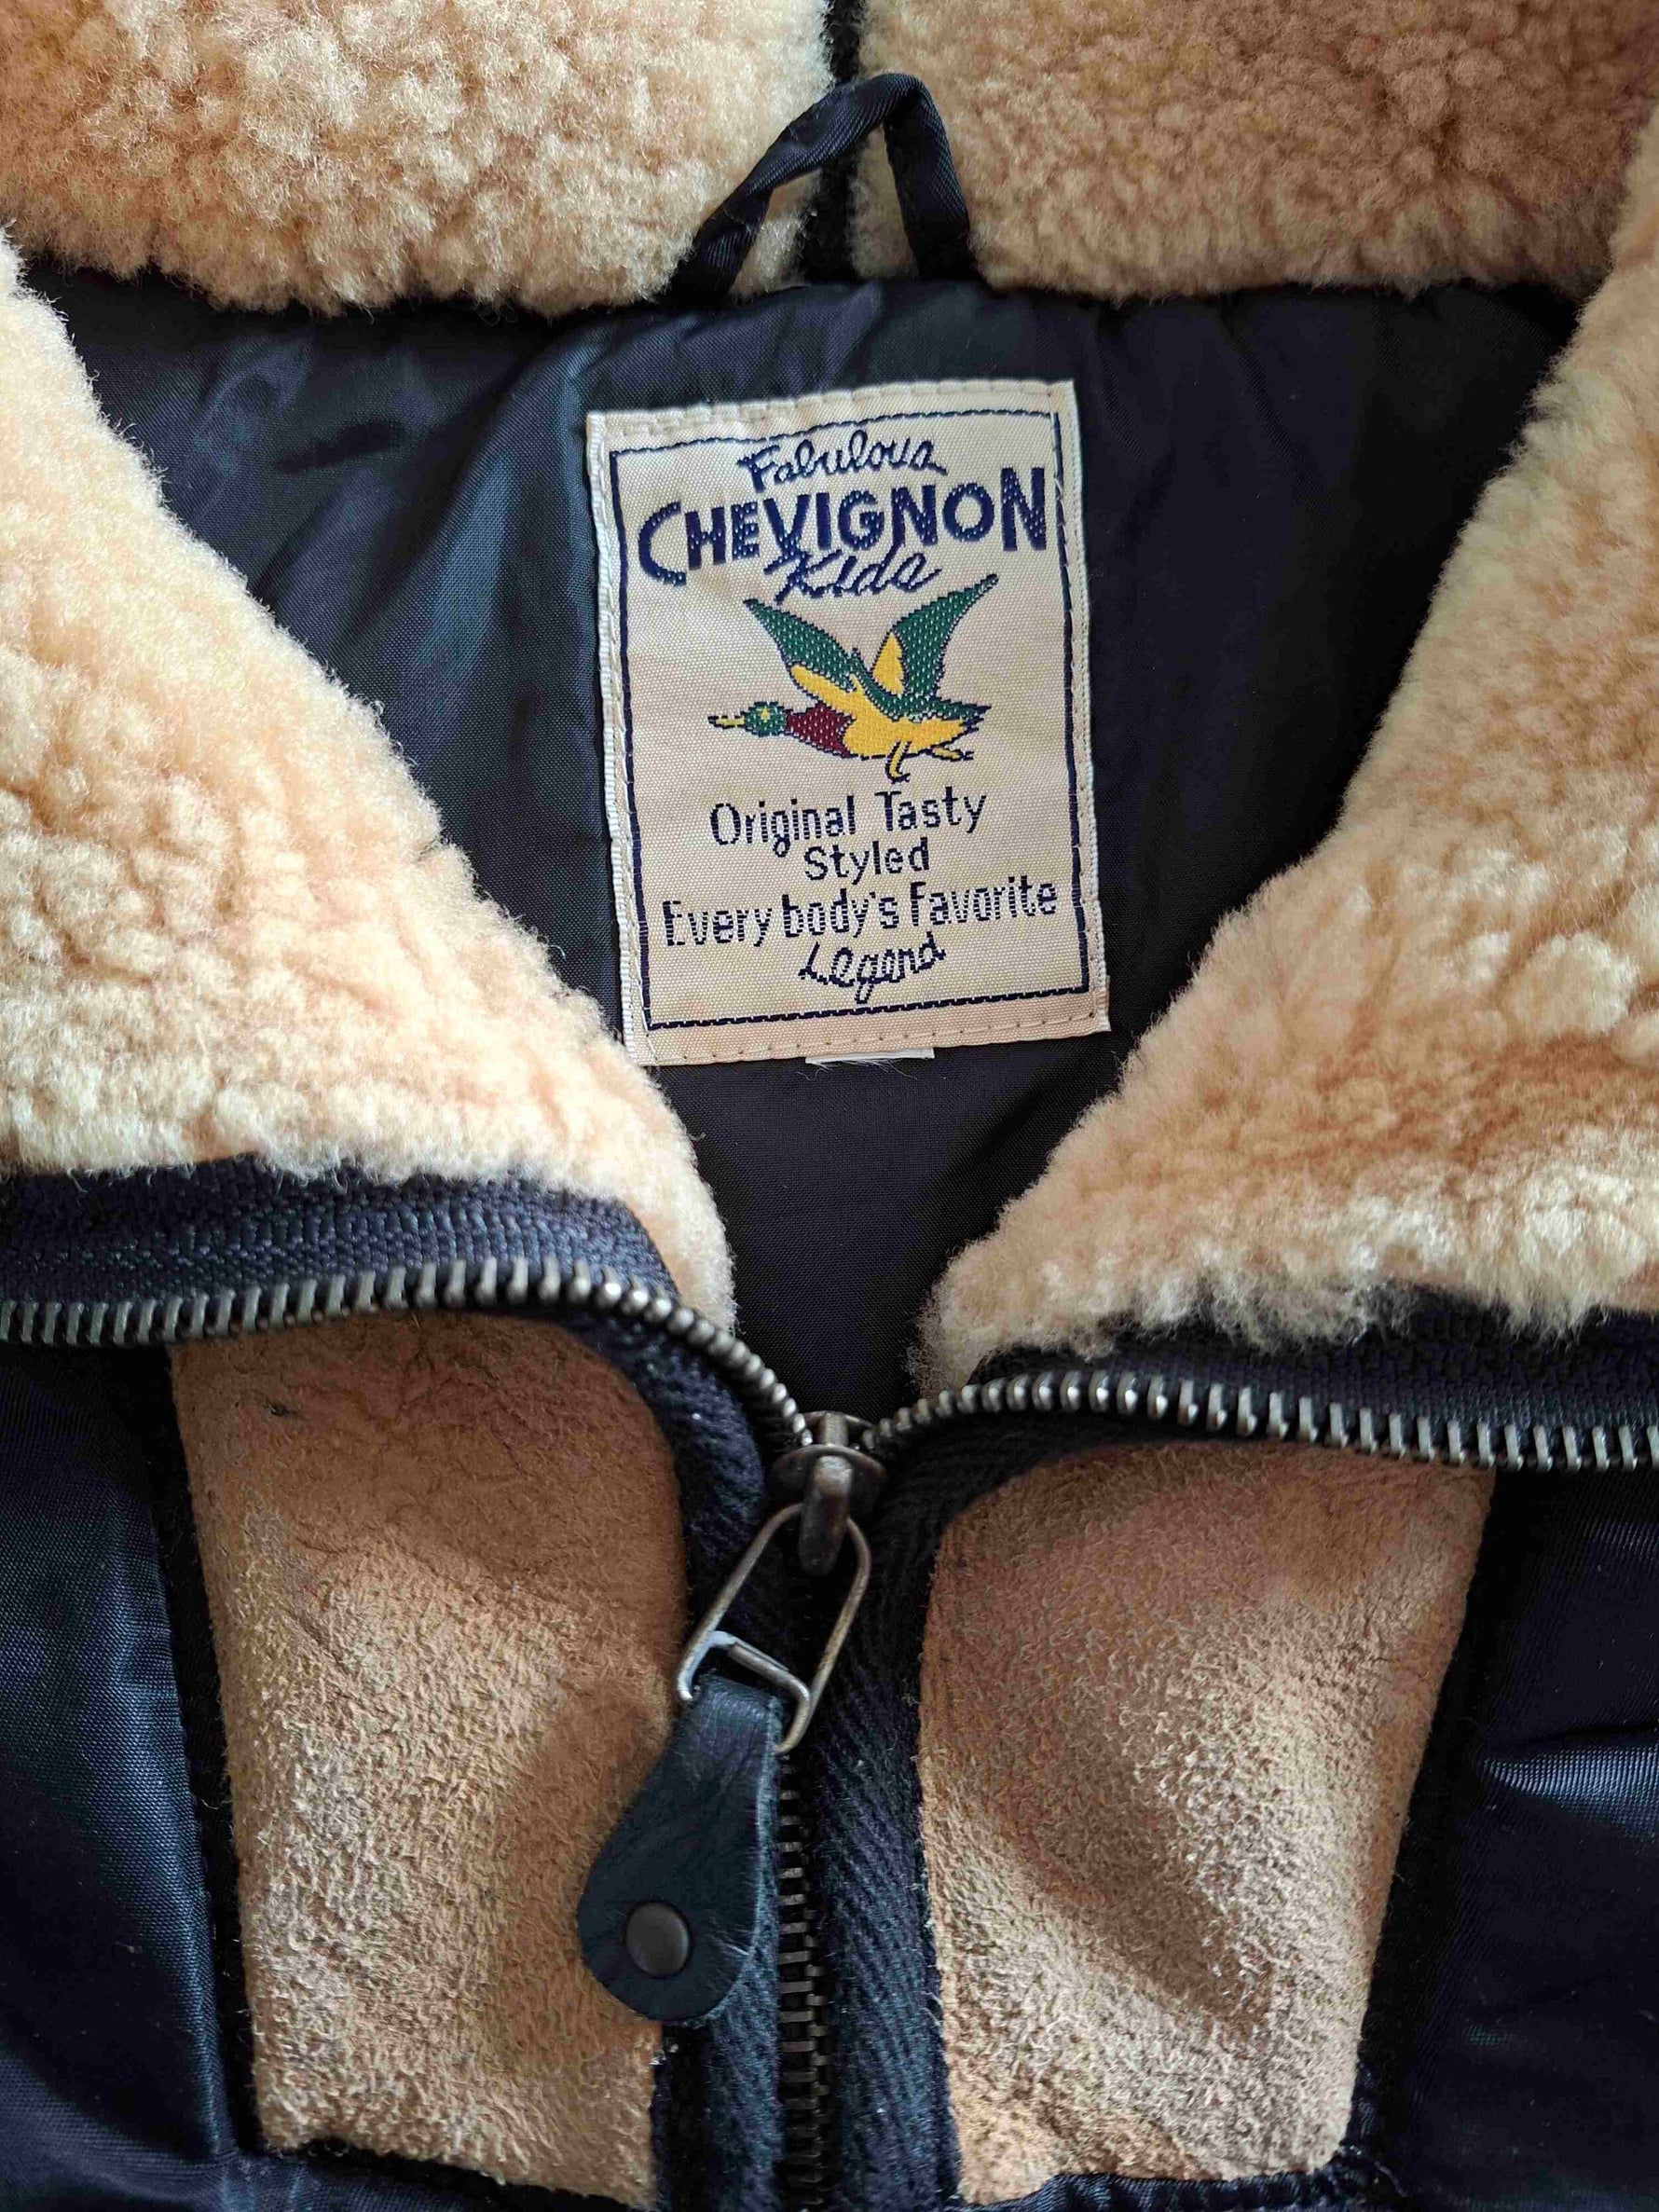 Fabulous
CHEVIGNON
Kids
Original Tasty
Styled
Every body's Favorite
Legend